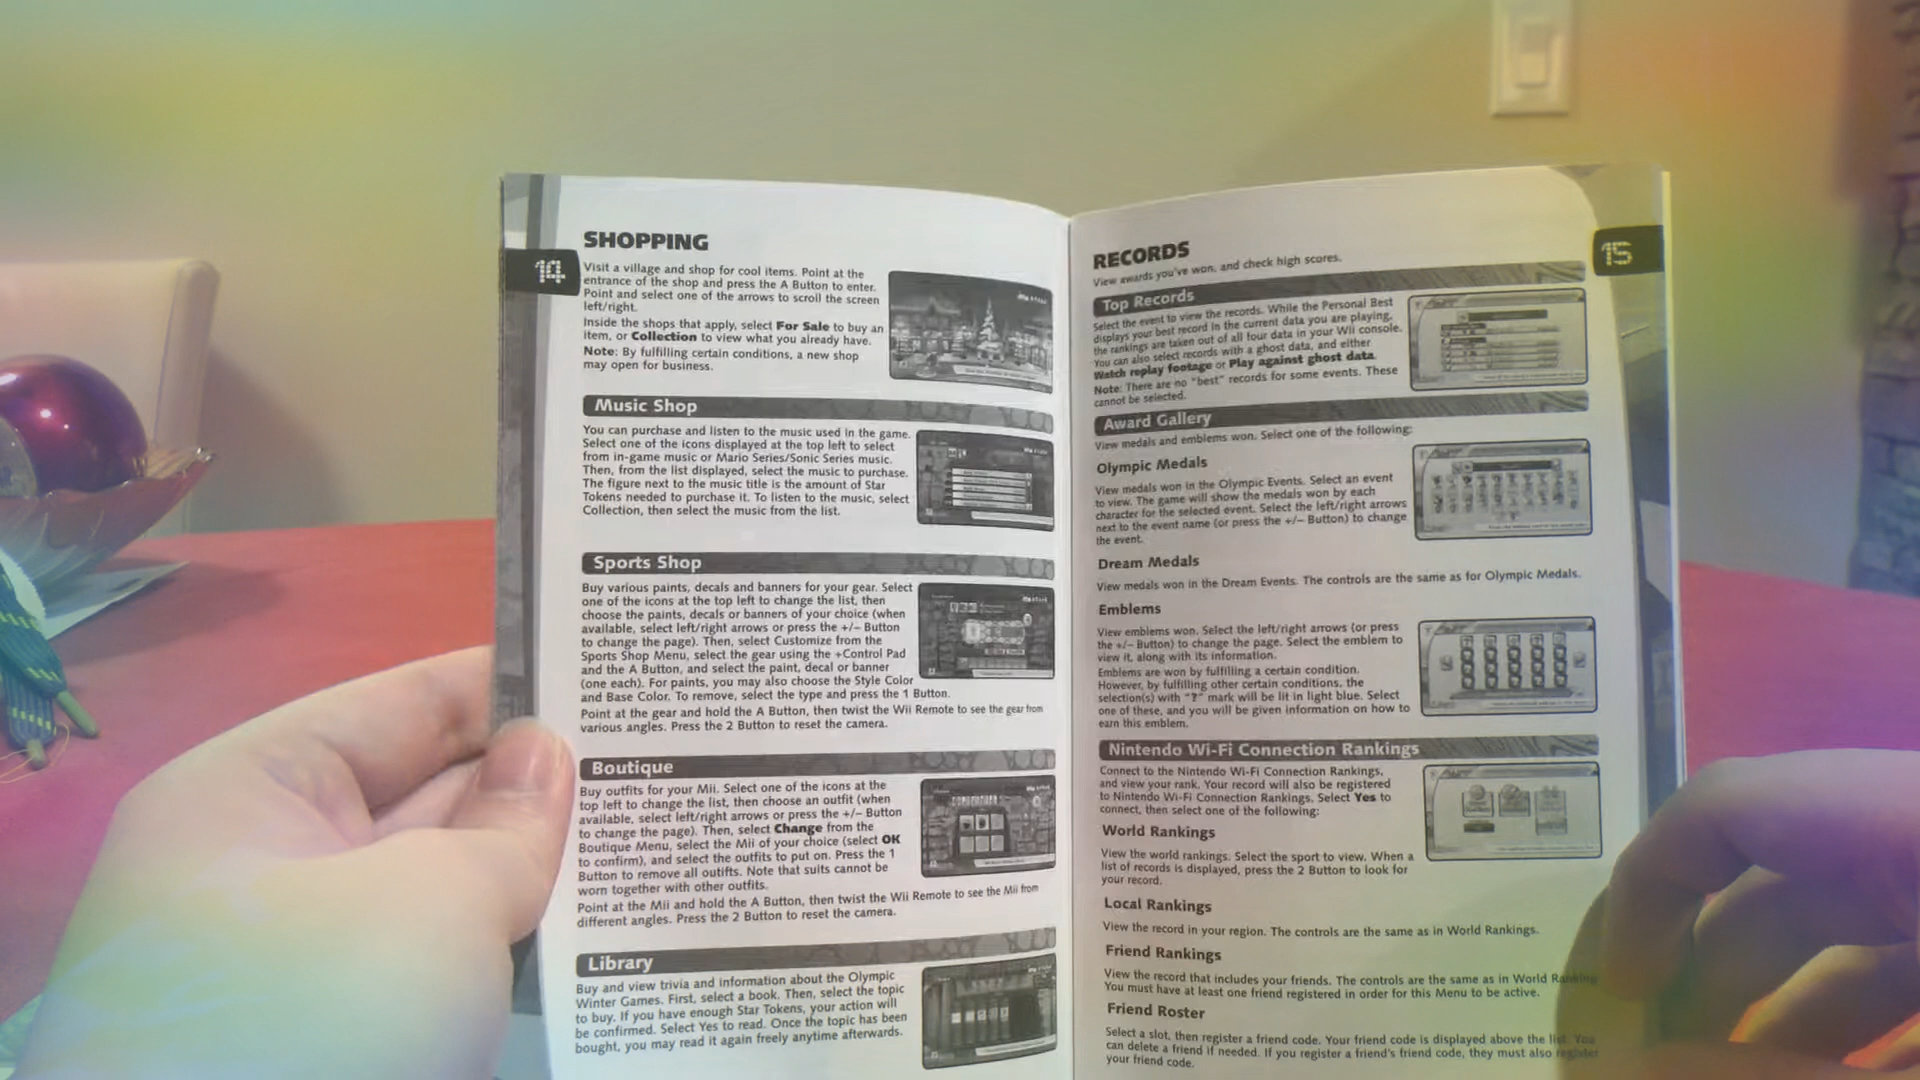 14
SHOPPING
Visit a village and shop for cool items. Point at the
entrance of the shop and press the A Button to enter.
Point and select one of the arrows to scroll the screen
left/right.
Inside the shops that apply, select For Sale to buy an
item, or Collection to view what you already have.
Note: By fulfilling certain conditions, a new shop
may open for business.
Music Shop
You can purchase and listen to the music used in the game.
Select one of the icons displayed at the top left to select
from in-game music or Mario Series/Sonic Series music.
Then, from the list displayed, select the music to purchase.
The figure next to the music title is the amount of Star
Tokens needed to purchase it. To listen to the music, select
Collection, then select the music from the list.
Sports Shop
Buy various paints, decals and banners for your gear. Select
one of the icons at the top left to change the list, then
choose the paints, decals or banners of your choice (when
available, select left/right arrows or press the +/− Button
to change the page). Then, select Customize from the
Sports Shop Menu, select the gear using the +Control Pad
and the A Button, and select the paint, decal or banner
(one each). For paints, you may also choose the Style Color
and Base Color. To remove, select the type and press the 1 Button.
Point at the gear and hold the A Button, then twist the Wii Remote to see the gear from
various angles. Press the 2 Button to reset the camera.
Boutique
Buy outfits for your Mii. Select one of the icons at the
top left to change the list, then choose an outfit (when
available, select left/right arrows or press the +/− Button
to change the page). Then, select Change from the
Boutique Menu, select the Mii of your choice (select OK
to confirm), and select the outfits to put on. Press the 1
Button to remove all outifts. Note that suits cannot be
worn together with other outfits.
Point at the Mii and hold the A Button, then twist the Wii Remote to see the Mii from
different angles. Press the 2 Button to reset the camera.
Library
Buy and view trivia and information about the Olympic
Winter Games. First, select a book. Then, select the topic
to buy. If you have enough Star Tokens, your action will
be confirmed. Select Yes to read. Once the topic has been
bought, you may read it again freely anytime afterwards.
15
RECORDS
View awards you've won, and check high scores.
Top Records
Select the event to view the records. While the Personal Best
displays your best record in the current data you are playing,
the rankings are taken out of all four data in your Wii console.
You can also select records with a ghost data, and either
Watch replay footage or Play against ghost data.
Note: There are no "best" records for some events. These
cannot be selected.
Award Gallery
View medals and emblems won. Select one of the following:
Olympic Medals
View medals won in the Olympic Events. Select an event
to view. The game will show the medals won by each
character for the selected event. Select the left/right arrows
next to the event name (or press the +/− Button) to change
the event.
Dream Medals
View medals won in the Dream Events. The controls are the same as for Olympic Medals.
Emblems
View emblems won. Select the left/right arrows (or press
the +/− Button) to change the page. Select the emblem to
view it, along with its information.
Emblems are won by fulfilling a certain condition.
However, by fulfilling other certain conditions, the
selection(s) with "?" mark will be lit in light blue. Select
one of these, and you will be given information on how to
earn this emblem.
Nintendo Wi-Fi Connection Rankings
Connect to the Nintendo Wi-Fi Connection Rankings,
and view your rank. Your record will also be registered
to Nintendo Wi-Fi Connection Rankings. Select Yes to
connect, then select one of the following:
World Rankings
View the world rankings. Select the sport to view. When a
list of records is displayed, press the 2 Button to look for
your record.
Local Rankings
View the record in your region. The controls are the same as in World Rankings.
Friend Rankings
View the record that includes your friends. The controls are the same as in World
You must have at least one friend registered in order for this Menu to be active.
Friend Roster
Select a slot, then register a friend code. Your friend code is displayed above the list. You
can delete a friend if needed. If you register a friend's friend code, they must also register
your friend code.